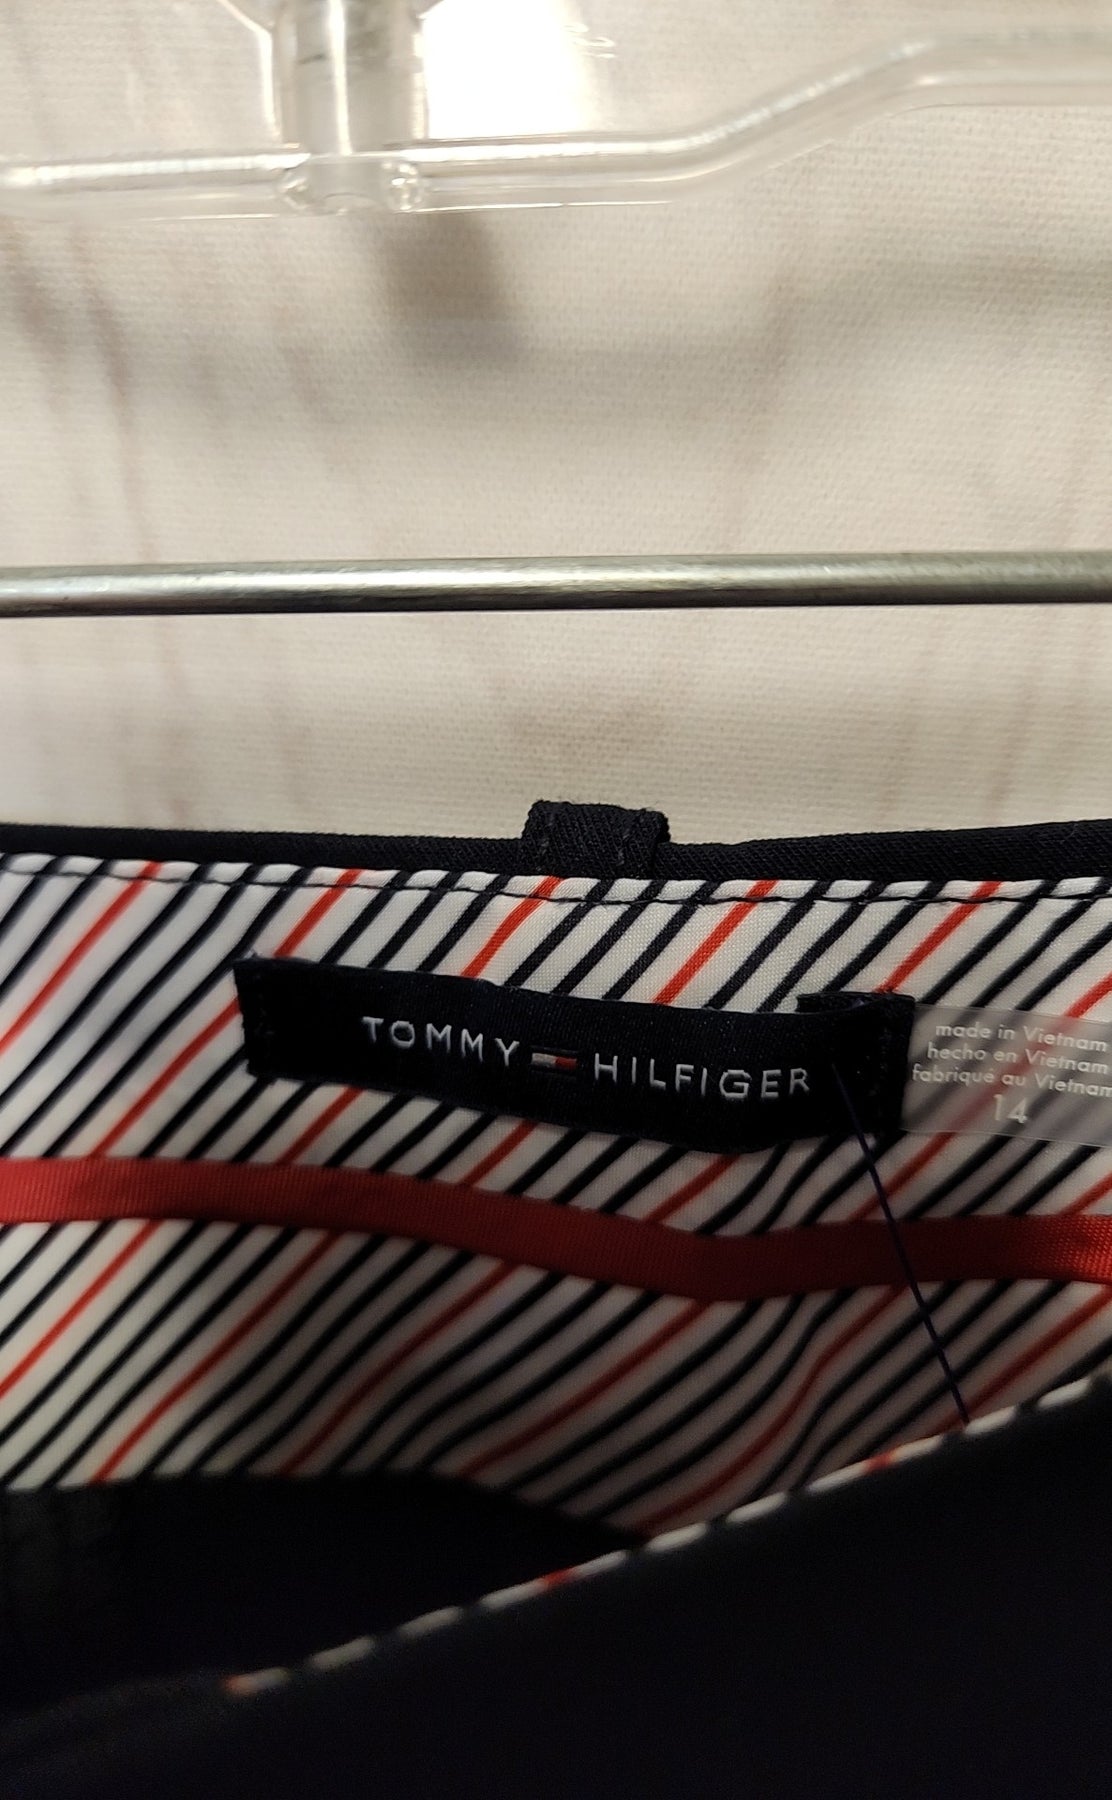 TOMMY HILFIGER
made in Vietnam
hecho en Vietnam
fabriqué au Vietnam
14